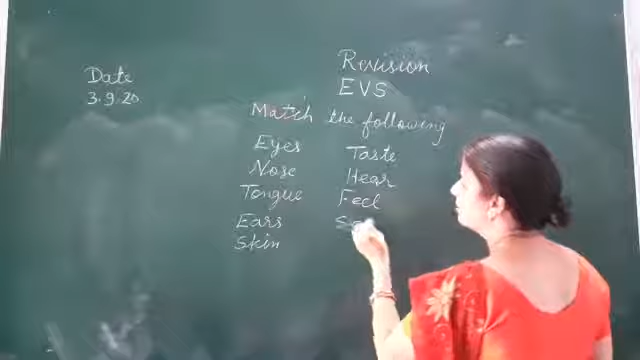 Date
3.9.20
Revision
EVS
Match the following
Eyes Taste
Nose Hear
Tongue Feel
Ears
Skin